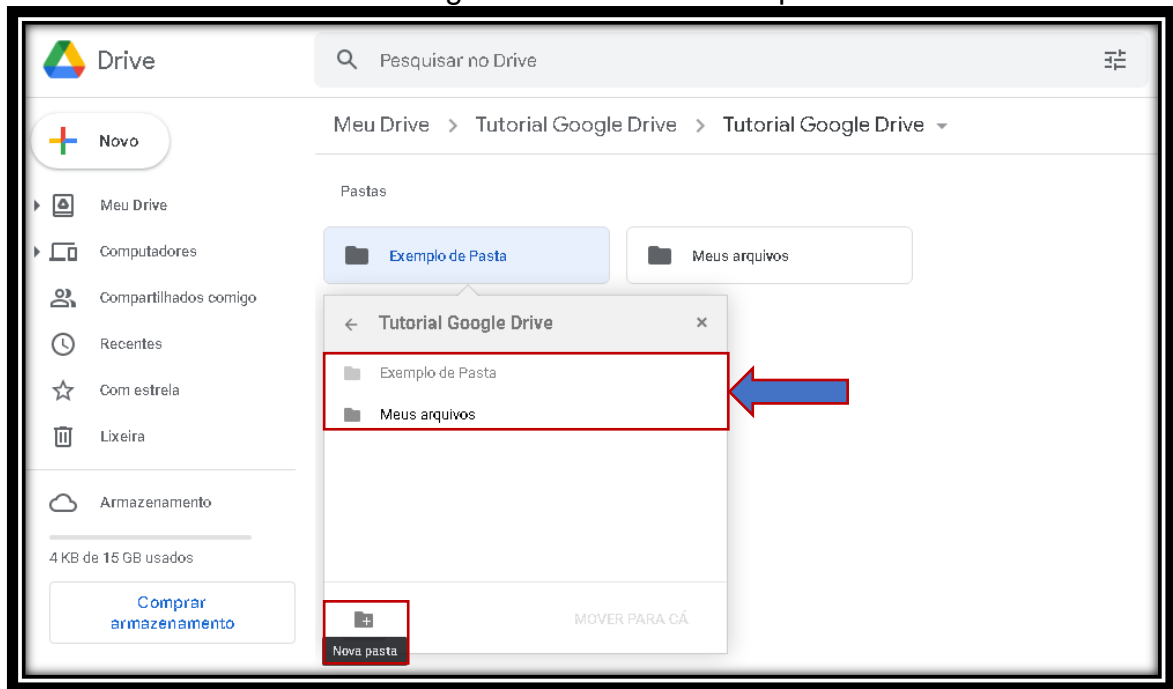 Drive
Pesquisar no Drive
Novo
Meu Drive > Tutorial Google Drive > Tutorial Google Drive
Meu Drive
Computadores
Compartilhados comigo
Recentes
Com estrela
Lixeira
Armazenamento
4 KB de 15 GB usados
Comprar
armazenamento
Pastas
Exemplo de Pasta
Meus arquivos
Tutorial Google Drive
Exemplo de Pasta
Meus arquivos
MOVER PARA CÁ
Nova pasta